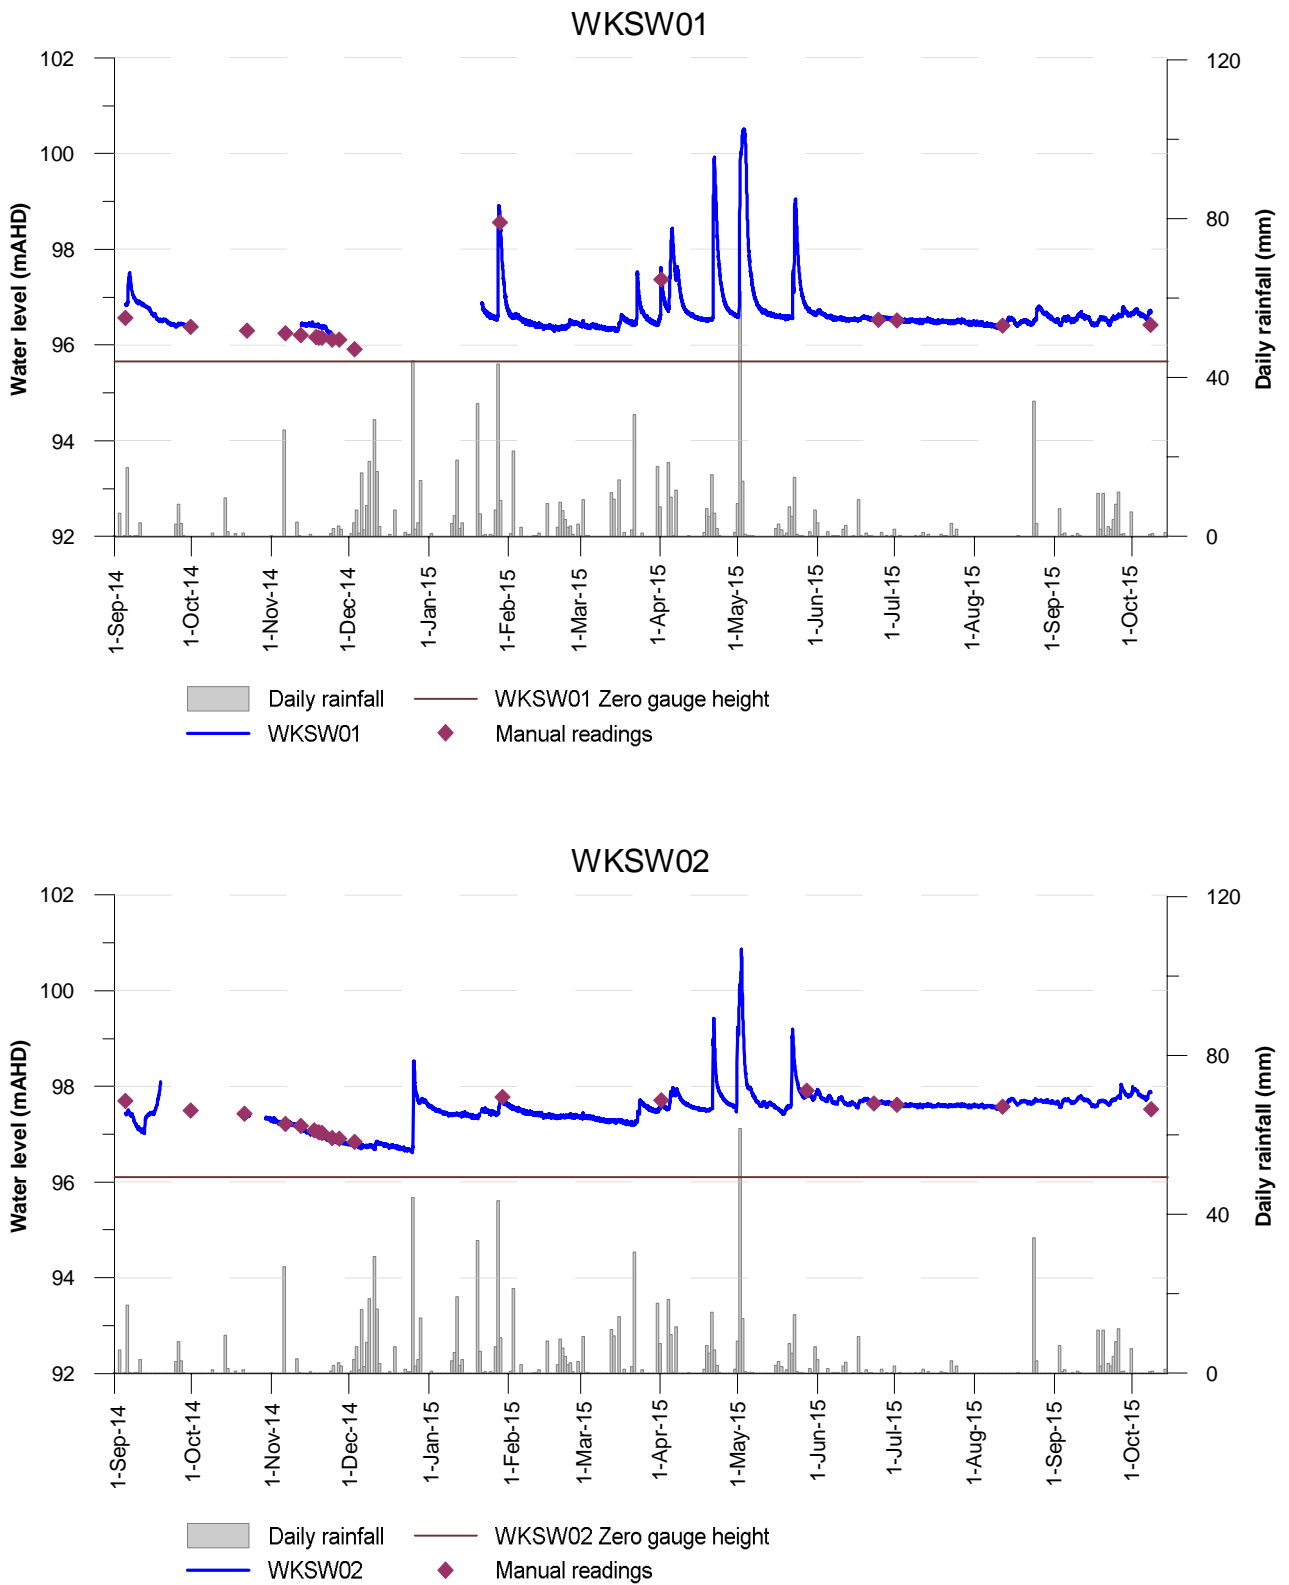 WKSW01
102
100
98
96
94
92
Water level (mAHD)
120
80
40
0
Daily rainfall (mm)
1-Sep-14
1-Oct-14
1-Nov-14
1-Dec-14
1-Jan-15
1-Feb-15
1-Mar-15
1-Apr-15
1-May-15
1-Jun-15
1-Jul-15
1-Aug-15
1-Sep-15
1-Oct-15
Daily rainfall
WKSW01 Zero gauge height
WKSW01
Manual readings
WKSW02
102
100
98
96
94
92
Water level (mAHD)
120
80
40
0
Daily rainfall (mm)
1-Sep-14
1-Oct-14
1-Nov-14
1-Dec-14
1-Jan-15
1-Feb-15
1-Mar-15
1-Apr-15
1-May-15
1-Jun-15
1-Jul-15
1-Aug-15
1-Sep-15
1-Oct-15
Daily rainfall
WKSW02 Zero gauge height
WKSW02
Manual readings